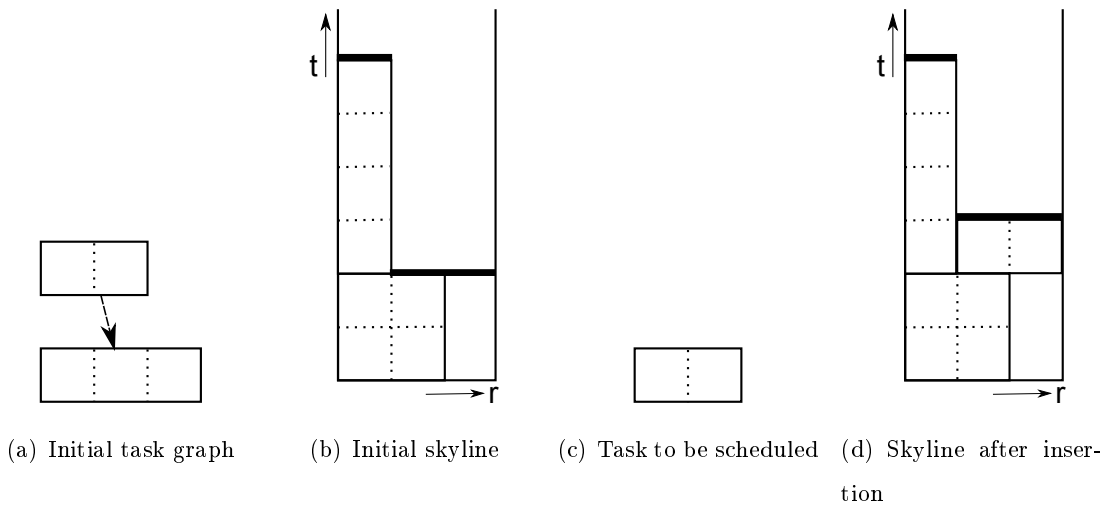 t
r
t
r
(a) Initial task graph
(b) Initial skyline
(c) Task to be scheduled
(d) Skyline after inser-
tion